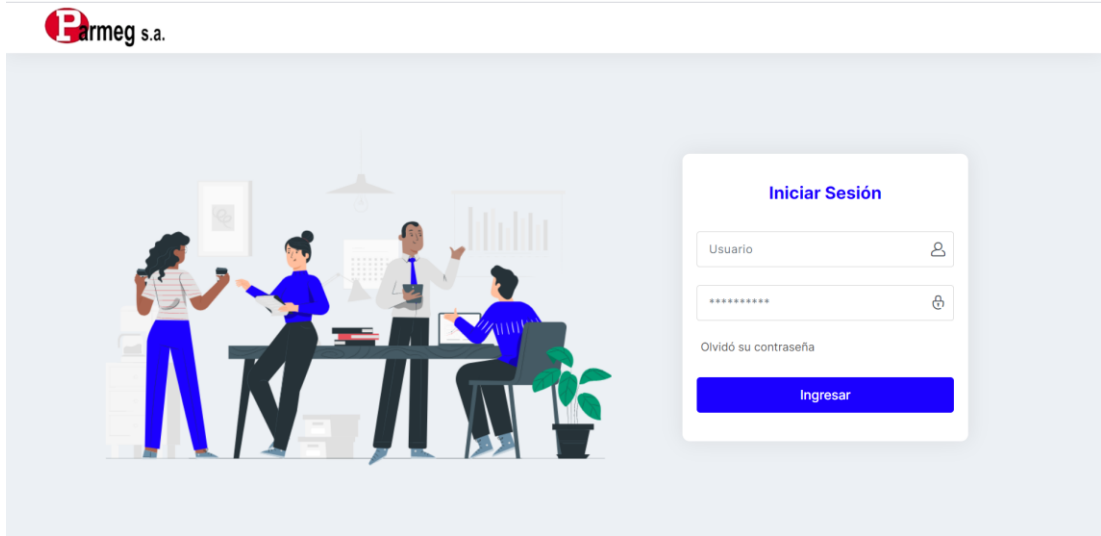 Parmeg s.a.
Iniciar Sesión
Usuario
**********
Olvidó su contraseña
Ingresar